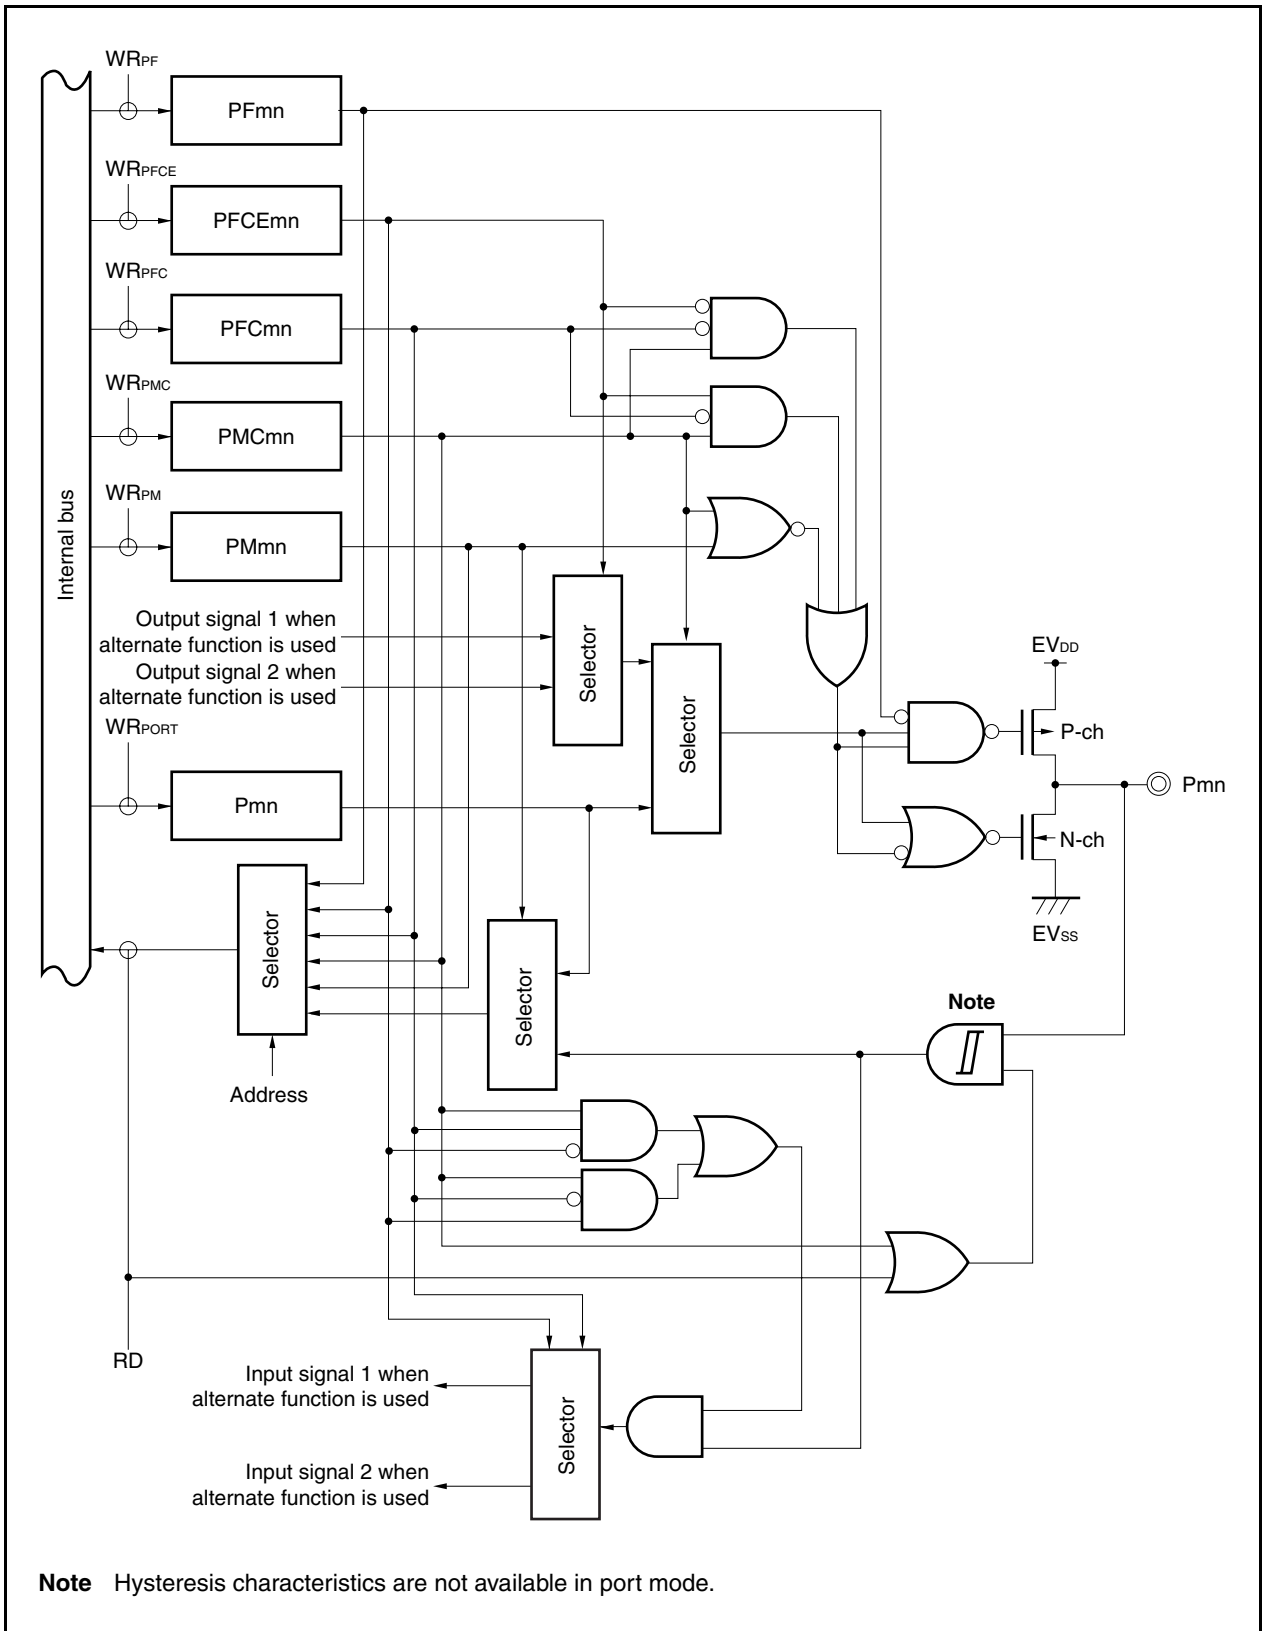 WRPF
PFmn
WRPFCE
PFCEmn
WRPFC
PFCmn
WRPMC
PMCmn
WRPM
PMmn
Internal bus
Output signal 1 when
alternate function is used
Output signal 2 when
alternate function is used
Selector
Selector
WRPORT
Pmn
EVDD
P-ch
Pmn
N-ch
EVSS
Selector
Selector
Note
Address
RD
Input signal 1 when
alternate function is used
Input signal 2 when
alternate function is used
Selector
Note Hysteresis characteristics are not available in port mode.